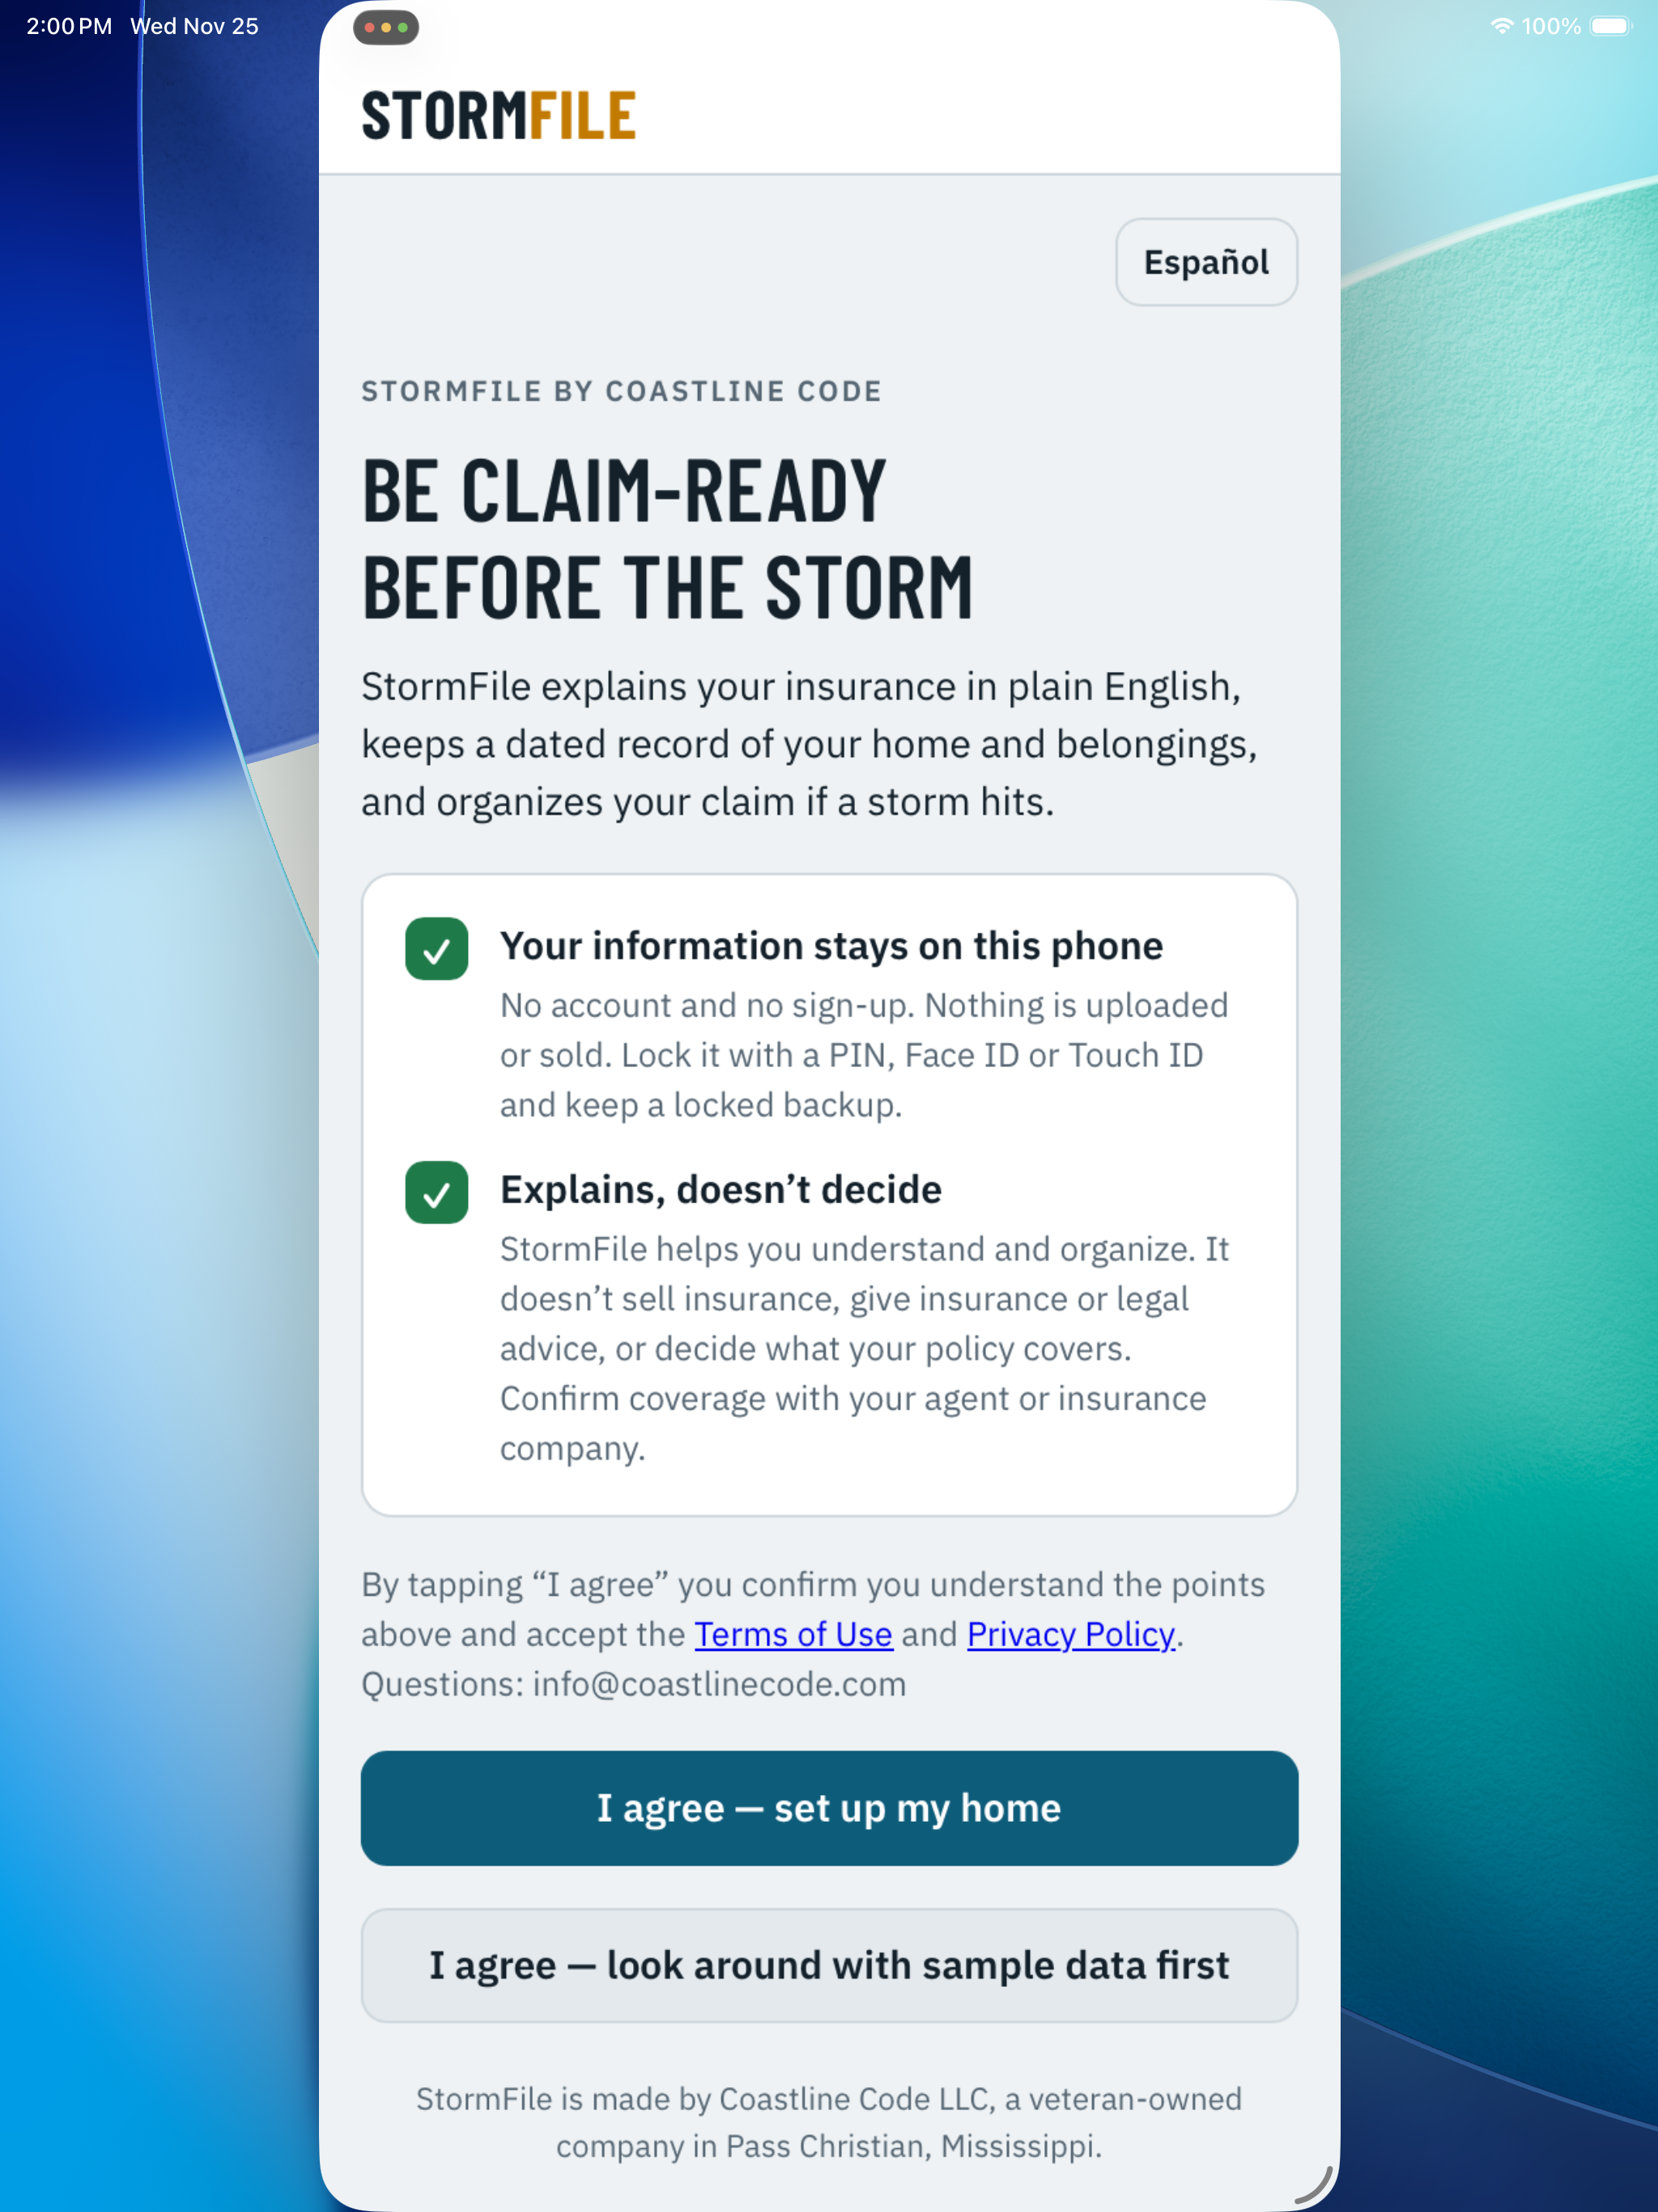 2:00 PM Wed Nov 25
100%
STORMFILE
Español
STORMFILE BY COASTLINE CODE
BE CLAIM-READY
BEFORE THE STORM
StormFile explains your insurance in plain English,
keeps a dated record of your home and belongings,
and organizes your claim if a storm hits.
Your information stays on this phone
No account and no sign-up. Nothing is uploaded
or sold. Lock it with a PIN, Face ID or Touch ID
and keep a locked backup.
Explains, doesn’t decide
StormFile helps you understand and organize. It
doesn’t sell insurance, give insurance or legal
advice, or decide what your policy covers.
Confirm coverage with your agent or insurance
company.
By tapping “I agree” you confirm you understand the points
above and accept the Terms of Use and Privacy Policy.
Questions: info@coastlinecode.com
I agree — set up my home
I agree — look around with sample data first
StormFile is made by Coastline Code LLC, a veteran-owned
company in Pass Christian, Mississippi.